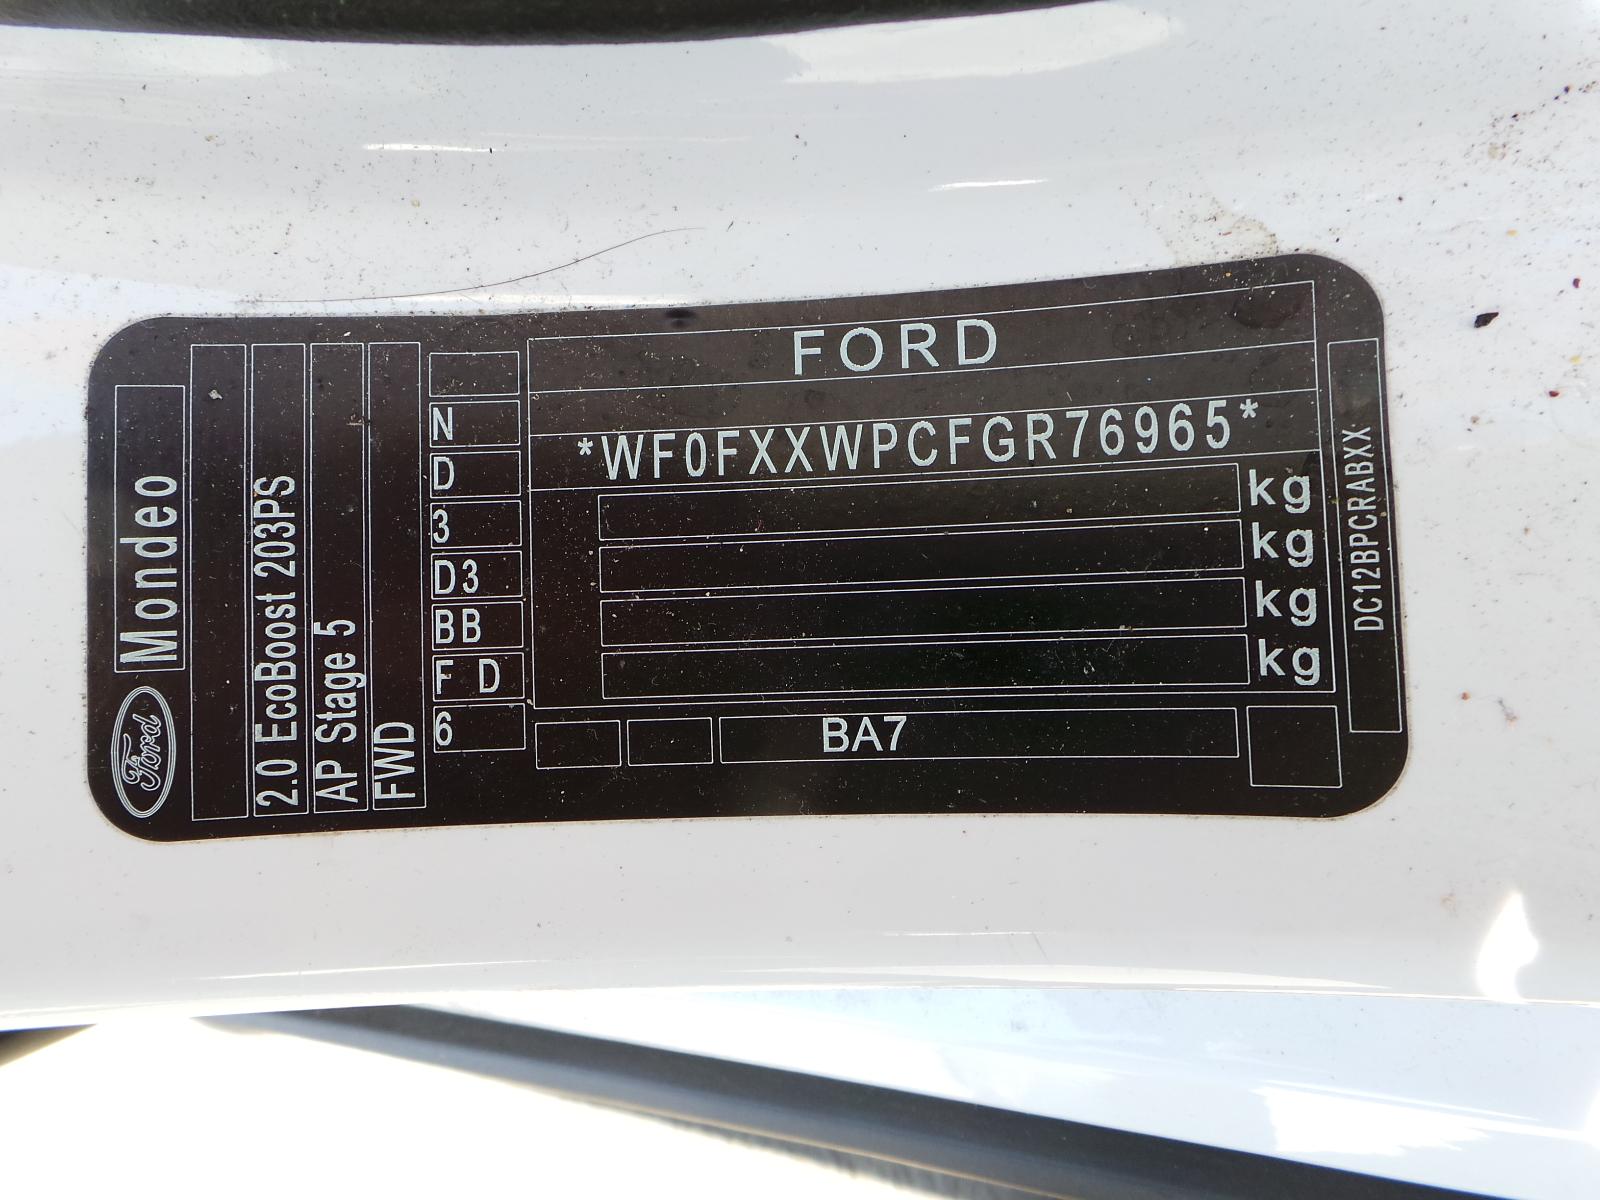 FORD
*WF0FXXWPCFGR76965*
kg
kg
kg
kg
BA7
N
D
3
D3
BB
F D
6
Ford
Mondeo
2.0 EcoBoost 203PS
AP Stage 5
FWD
DC12BPCRABXX